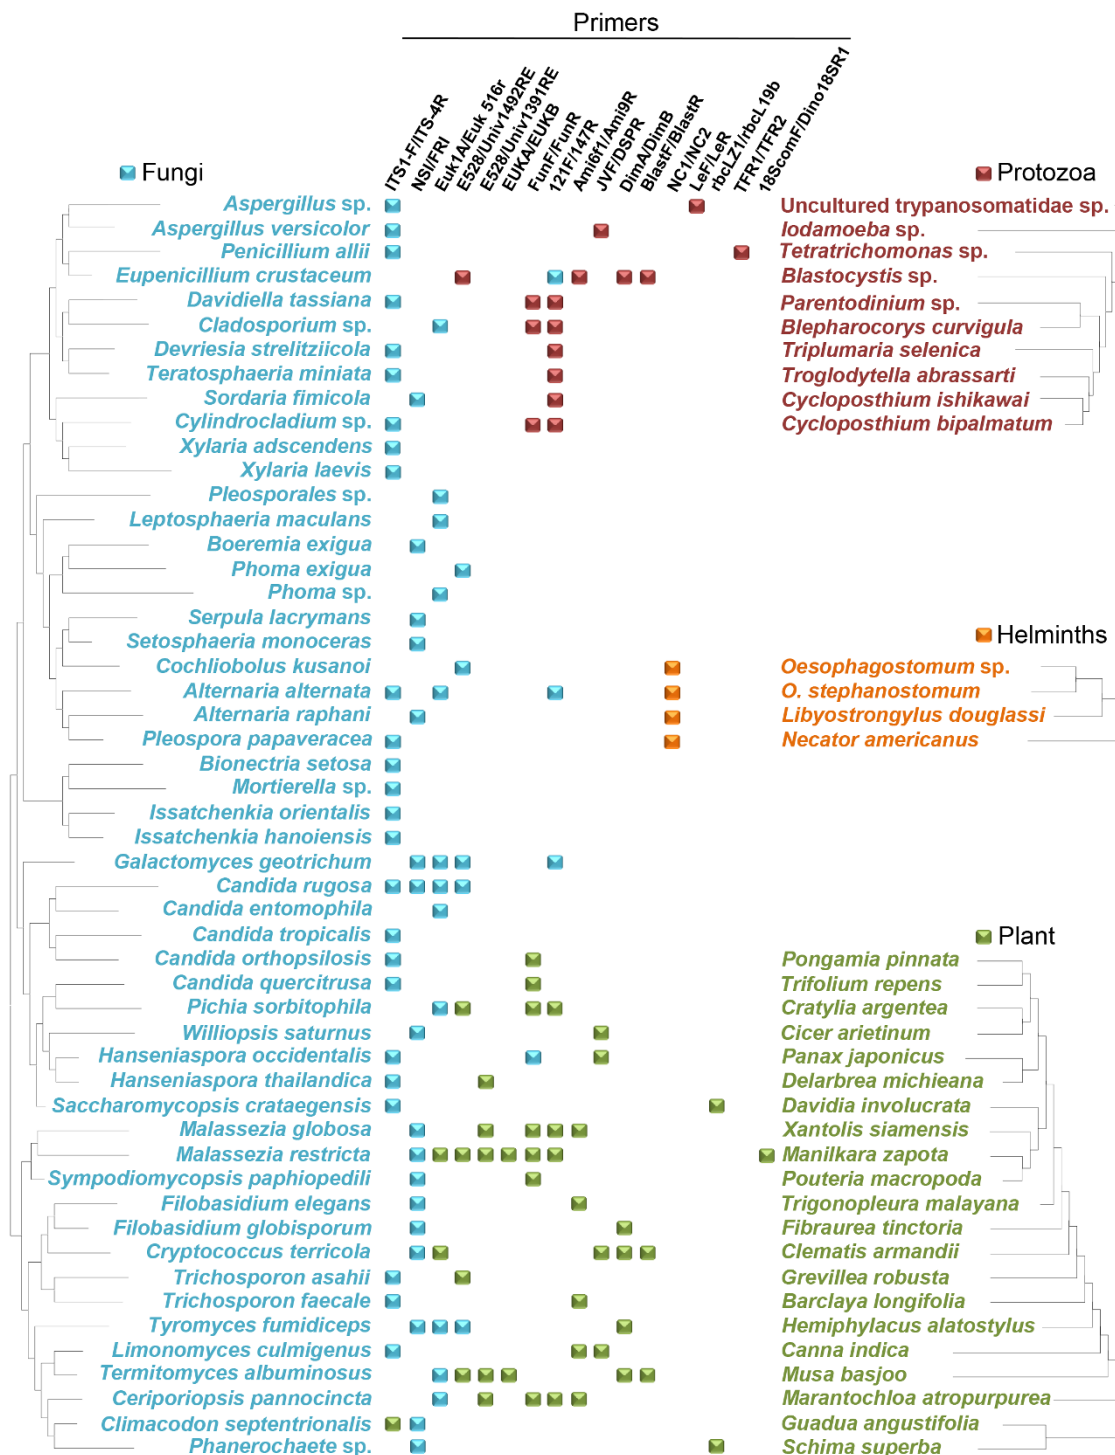 Primers
ITS1-F/ITS-4R
NSI/FRI
Euk1A/Euk 516r
E528/Univ1492RE
E528/Univ1391RE
EUKA/EUKB
FunF/FunR
121F/147R
Ami6f1/Ami9R
JVF/DSPR
DimA/DimB
BlastF/BlastR
NC1/NC2
LeF/LeR
rbcLZ1/rbcL19b
TFR1/TFR2
18ScomF/Dino18SR1
Fungi
Aspergillus sp.
Aspergillus versicolor
Penicillium allii
Eupenicillium crustaceum
Davidiella tassiana
Cladosporium sp.
Devriesia strelitziicola
Teratosphaeria miniata
Sordaria fimicola
Cylindrocladium sp.
Xylaria adscendens
Xylaria laevis
Pleosporales sp.
Leptosphaeria maculans
Boeremia exigua
Phoma exigua
Phoma sp.
Serpula lacrymans
Setosphaeria monoceras
Cochliobolus kusanoi
Alternaria alternata
Alternaria raphani
Pleospora papaveracea
Bionectria setosa
Mortierella sp.
Issatchenkia orientalis
Issatchenkia hanoiensis
Galactomyces geotrichum
Candida rugosa
Candida entomophila
Candida tropicalis
Candida orthopsilosis
Candida quercitrusa
Pichia sorbitophila
Williopsis saturnus
Hanseniaspora occidentalis
Hanseniaspora thailandica
Saccharomycopsis crataegensis
Malassezia globosa
Malassezia restricta
Sympodiomycopsis paphiopedili
Filobasidium elegans
Filobasidium globisporum
Cryptococcus terricola
Trichosporon asahii
Trichosporon faecale
Tyromyces fumidiceps
Limonomyces culmigenus
Termitomyces albuminosus
Ceriporiopsis pannocincta
Climacodon septentrionalis
Phanerochaete sp.
Protozoa
Uncultured trypanosomatidae sp.
Iodamoeba sp.
Tetratrichomonas sp.
Blastocystis sp.
Parentodinium sp.
Blepharocorys curvigula
Triplumaria selenica
Troglodytella abrassarti
Cycloposthium ishikawai
Cycloposthium bipalmatum
Helminths
Oesophagostomum sp.
O. stephanostomum
Libyostrongylus douglassi
Necator americanus
Plant
Pongamia pinnata
Trifolium repens
Cratylia argentea
Cicer arietinum
Panax japonicus
Delarbrea michieana
Davidia involucrata
Xantolis siamensis
Manilkara zapota
Pouteria macropoda
Trigonopleura malayana
Fibraurea tinctoria
Clematis armandii
Grevillea robusta
Barclaya longifolia
Hemiphylacus alatostylus
Canna indica
Musa basjoo
Marantochloa atropurpurea
Guadua angustifolia
Schima superba